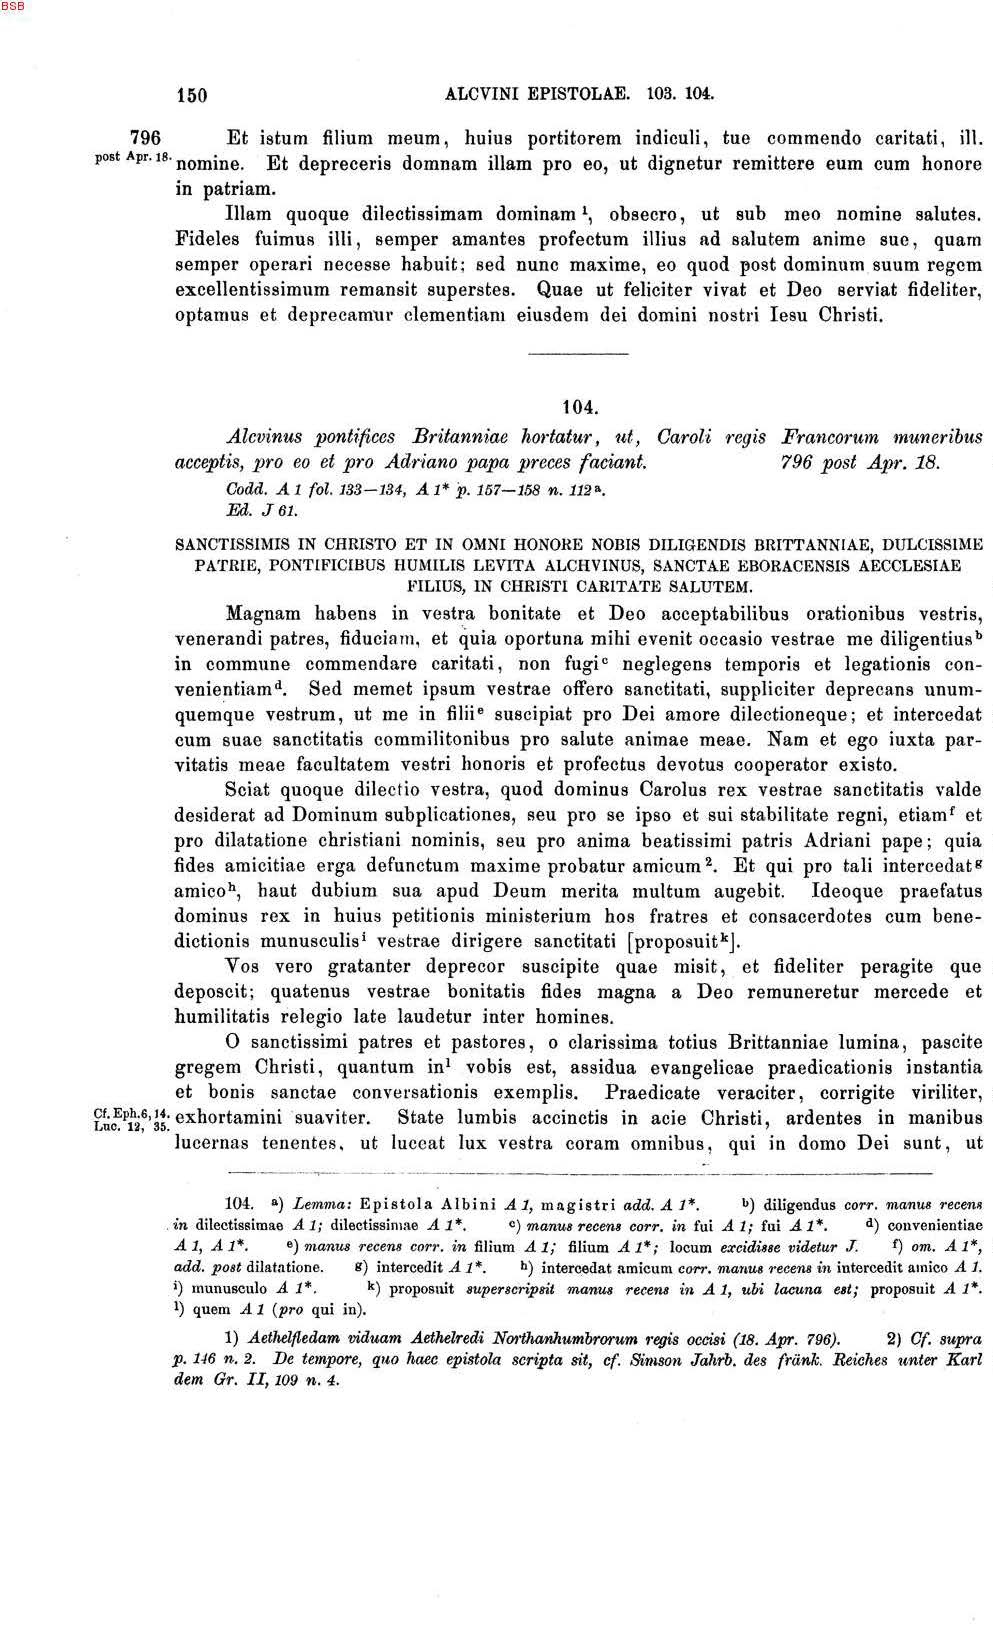 BSB
150 ALCVINI EPISTOLAE. 103. 104.
796 Et istum filium meum, huius portitorem indiculi, tue commendo caritati, ill.
post Apr. 18. nomine. Et depreceris domnam illam pro eo, ut dignetur remittere eum cum honore
in patriam.
Illam quoque dilectissimam dominam ¹, obsecro, ut sub meo nomine salutes.
Fideles fuimus illi, semper amantes profectum illius ad salutem anime sue, quam
semper operari necesse habuit; sed nunc maxime, eo quod post dominum suum regem
excellentissimum remansit superstes. Quae ut feliciter vivat et Deo serviat fideliter,
optamus et deprecamur clementiam eiusdem dei domini nostri Iesu Christi.
104.
Alcvinus pontifices Britanniae hortatur, ut, Caroli regis Francorum muneribus
acceptis, pro eo et pro Adriano papa preces faciant. 796 post Apr. 18.
Codd. A 1 fol. 133—134, A 1* p. 157—158 n. 112ᵃ.
Ed. J 61.
SANCTISSIMIS IN CHRISTO ET IN OMNI HONORE NOBIS DILIGENDIS BRITTANNIAE, DULCISSIME
PATRIE, PONTIFICIBUS HUMILIS LEVITA ALCHVINUS, SANCTAE EBORACENSIS AECCLESIAE
FILIUS, IN CHRISTI CARITATE SALUTEM.
Magnam habens in vestra bonitate et Deo acceptabilibus orationibus vestris,
venerandi patres, fiduciam, et quia oportuna mihi evenit occasio vestrae me diligentiusᵇ
in commune commendare caritati, non fugiᶜ neglegens temporis et legationis con-
venientiamᵈ. Sed memet ipsum vestrae offero sanctitati, suppliciter deprecans unum-
quemque vestrum, ut me in filiiᵉ suscipiat pro Dei amore dilectioneque; et intercedat
cum suae sanctitatis commilitonibus pro salute animae meae. Nam et ego iuxta par-
vitatis meae facultatem vestri honoris et profectus devotus cooperator existo.
Sciat quoque dilectio vestra, quod dominus Carolus rex vestrae sanctitatis valde
desiderat ad Dominum subplicationes, seu pro se ipso et sui stabilitate regni, etiamᶠ et
pro dilatatione christiani nominis, seu pro anima beatissimi patris Adriani pape; quia
fides amicitiae erga defunctum maxime probatur amicum ². Et qui pro tali intercedatᵍ
amicoʰ, haut dubium sua apud Deum merita multum augebit. Ideoque praefatus
dominus rex in huius petitionis ministerium hos fratres et consacerdotes cum bene-
dictionis munusculisⁱ vestrae dirigere sanctitati [proposuitᵏ].
Vos vero gratanter deprecor suscipite quae misit, et fideliter peragite que
deposcit; quatenus vestrae bonitatis fides magna a Deo remuneretur mercede et
humilitatis relegio late laudetur inter homines.
O sanctissimi patres et pastores, o clarissima totius Brittanniae lumina, pascite
gregem Christi, quantum inˡ vobis est, assidua evangelicae praedicationis instantia
et bonis sanctae conversationis exemplis. Praedicate veraciter, corrigite viriliter,
Cf. Eph. 6, 14. Luc. 12, 35. exhortamini suaviter. State lumbis accinctis in acie Christi, ardentes in manibus
lucernas tenentes, ut luceat lux vestra coram omnibus, qui in domo Dei sunt, ut
104. ᵃ) Lemma: Epistola Albini A 1, magistri add. A 1*. ᵇ) diligendus corr. manus recens
in dilectissimae A 1; dilectissimae A 1*. ᶜ) manus recens corr. in fui A 1; fui A 1*. ᵈ) convenientiae
A 1, A 1*. ᵉ) manus recens corr. in filium A 1; filium A 1*; locum excidisse videtur J. ᶠ) om. A 1*,
add. post dilatatione. ᵍ) intercedit A 1*. ʰ) intercedat amicum corr. manus recens in intercedit amico A 1.
ⁱ) munusculo A 1*. ᵏ) proposuit superscripsit manus recens in A 1, ubi lacuna est; proposuit A 1*.
ˡ) quem A 1 (pro qui in).
1) Aethelfledam viduam Aethelredi Northanhumbrorum regis occisi (18. Apr. 796). 2) Cf. supra
p. 146 n. 2. De tempore, quo haec epistola scripta sit, cf. Simson Jahrb. des fränk. Reiches unter Karl
dem Gr. II, 109 n. 4.